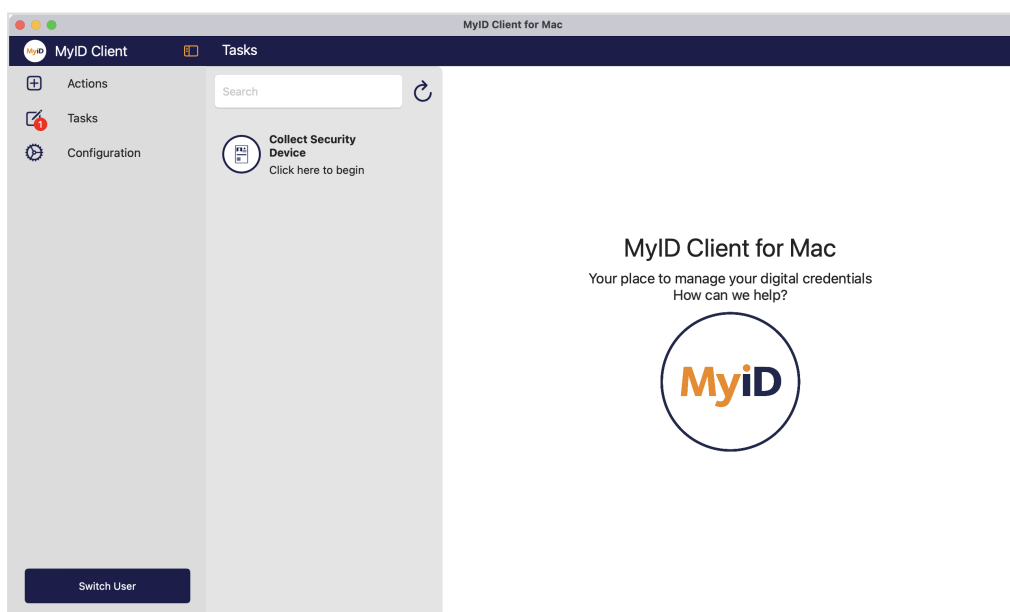 MyID Client for Mac
MyiD
MyID Client
Tasks
Actions
1
Tasks
Configuration
Switch User
Search
Collect Security
Device
Click here to begin
MyID Client for Mac
Your place to manage your digital credentials
How can we help?
MyiD